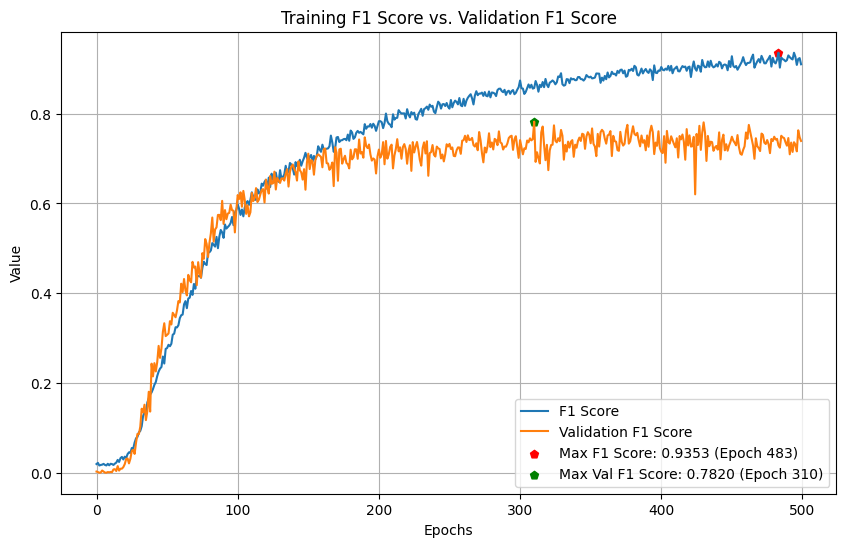 Training F1 Score vs. Validation F1 Score
Value
0.8
0.6
0.4
0.2
0.0
0 100 200 300 400 500
Epochs
F1 Score
Validation F1 Score
Max F1 Score: 0.9353 (Epoch 483)
Max Val F1 Score: 0.7820 (Epoch 310)